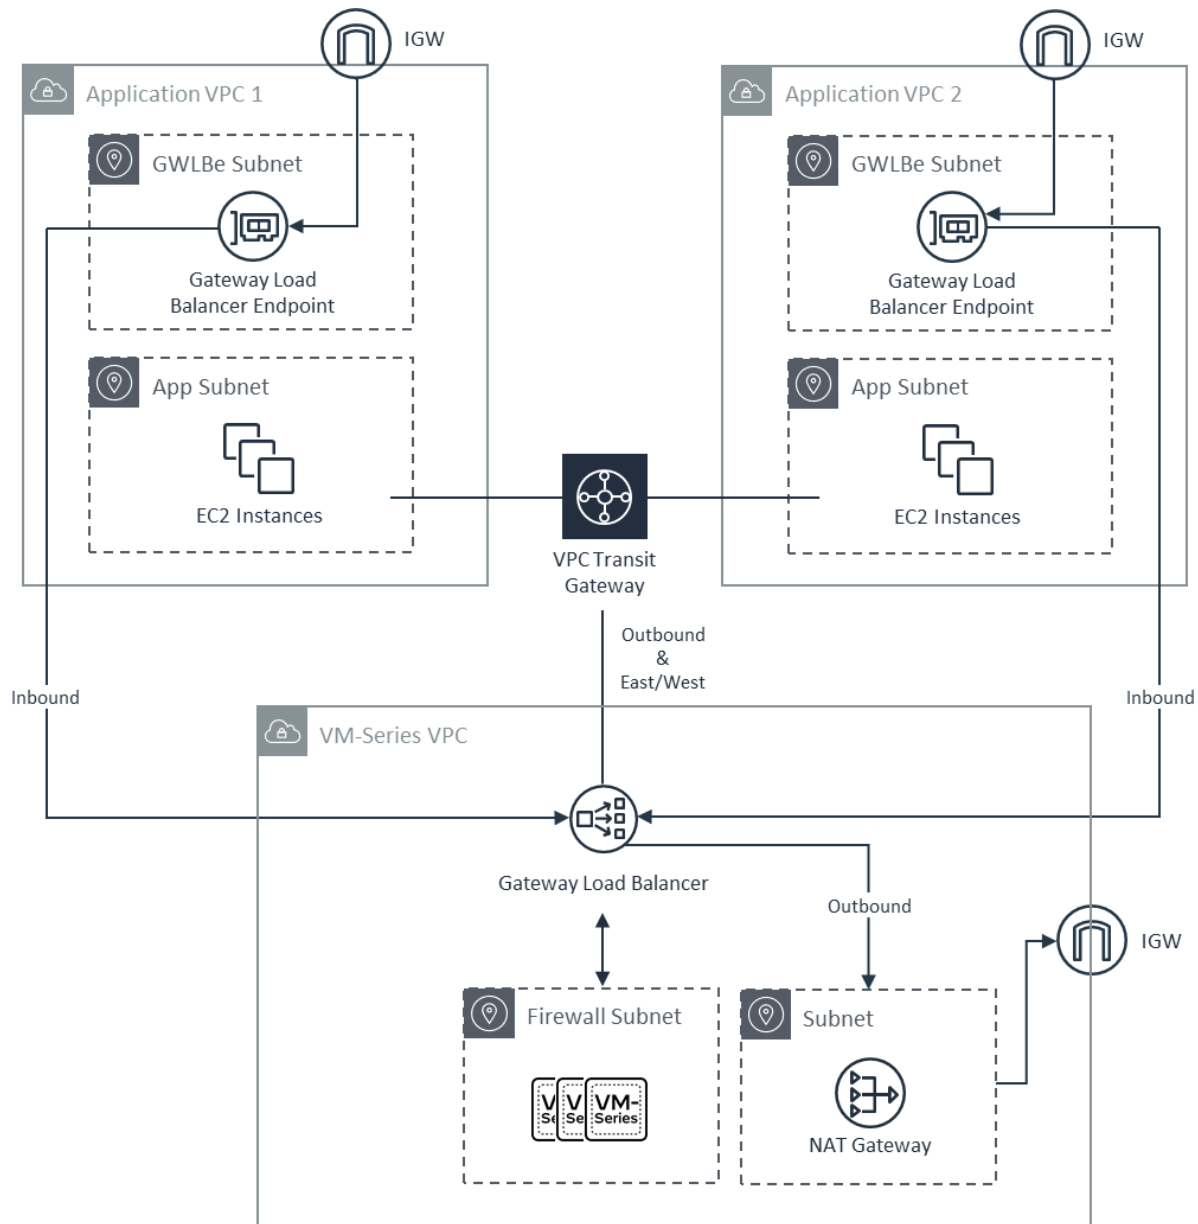 IGW
IGW
Application VPC 1
Application VPC 2
GWLBe Subnet
GWLBe Subnet
Gateway Load
Balancer Endpoint
Gateway Load
Balancer Endpoint
App Subnet
App Subnet
EC2 Instances
EC2 Instances
VPC Transit
Gateway
Outbound
&
East/West
Inbound
Inbound
VM-Series VPC
Gateway Load Balancer
Outbound
IGW
Firewall Subnet
Subnet
V
Se
V
Se
VM-
Series
NAT Gateway